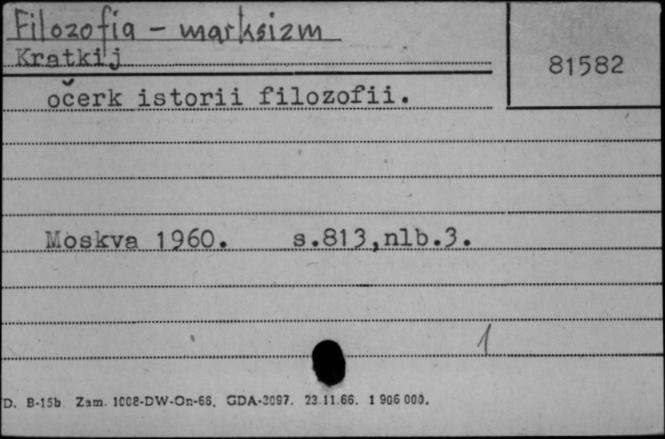 Filozofia - marksizm
Kratkij
81582
očerk istorii filozofii.
Moskva 1960. s.813,nlb.3.
1
D. B-15b. Zam. 1008-DW-On-66. GDA-3097. 23.11.66. 1 906 000.